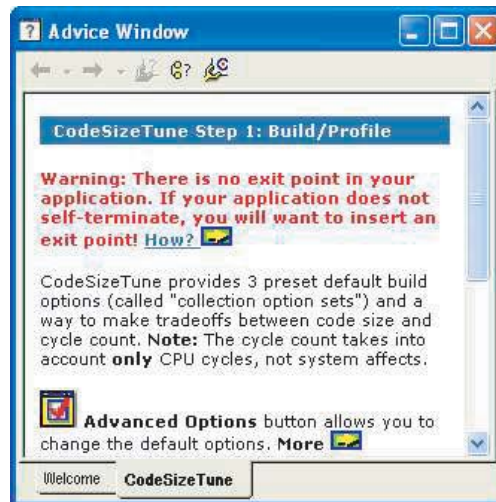 Advice Window
CodeSizeTune Step 1: Build/Profile
Warning: There is no exit point in your
application. If your application does not
self-terminate, you will want to insert an
exit point! How?
CodeSizeTune provides 3 preset default build
options (called "collection option sets") and a
way to make tradeoffs between code size and
cycle count. Note: The cycle count takes into
account only CPU cycles, not system affects.
Advanced Options button allows you to
change the default options. More
Welcome
CodeSizeTune